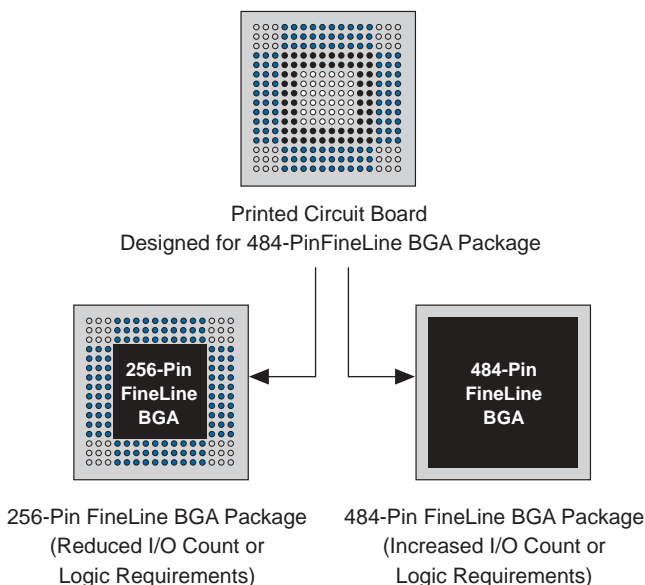 Printed Circuit Board
Designed for 484-PinFineLine BGA Package
256-Pin
FineLine
BGA
484-Pin
FineLine
BGA
256-Pin FineLine BGA Package
(Reduced I/O Count or
Logic Requirements)
484-Pin FineLine BGA Package
(Increased I/O Count or
Logic Requirements)